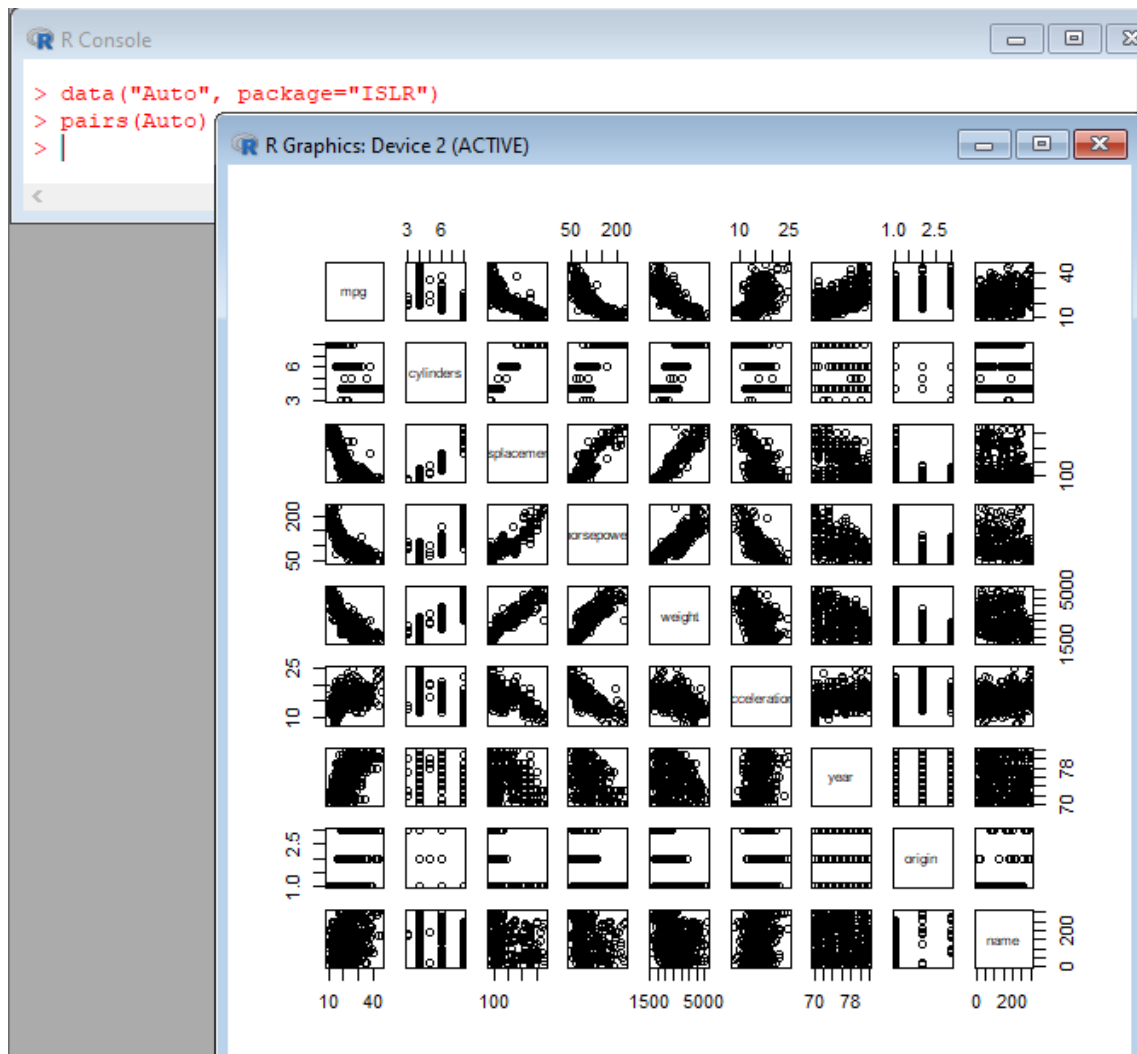 R Console
> data("Auto", package="ISLR")
> pairs(Auto)
>
R Graphics: Device 2 (ACTIVE)
3 6 50 200 10 25 1.0 2.5
mpg
10 40
3 6
cylinders
splacemen
100
50 200
orsepowe
weight
1500 5000
10 25
cceleration
year
70 78
1.0 2.5
origin
name
0 200
10 40 100 1500 5000 70 78 0 200